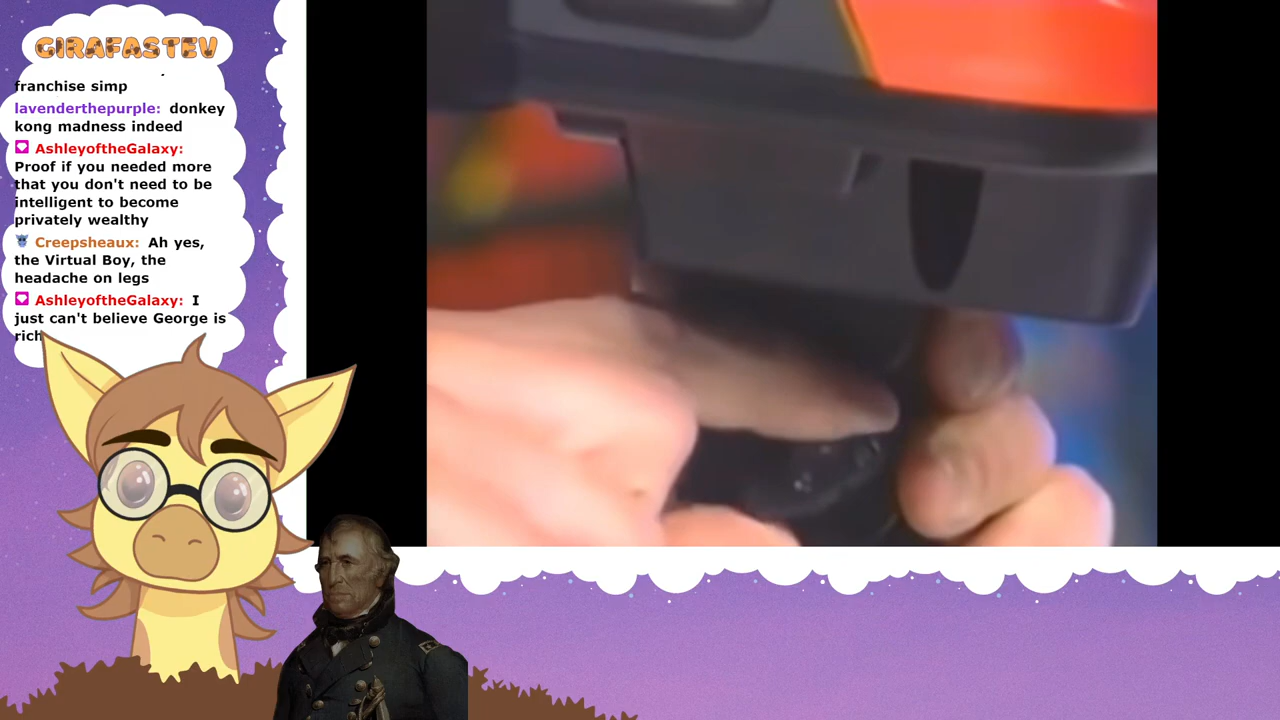 GIRAFASTEV
franchise simp
lavenderthepurple: donkey
kong madness indeed
AshleyoftheGalaxy:
Proof if you needed more
that you don't need to be
intelligent to become
privately wealthy
Creepsheaux: Ah yes,
the Virtual Boy, the
headache on legs
AshleyoftheGalaxy: I
just can't believe George is
rich